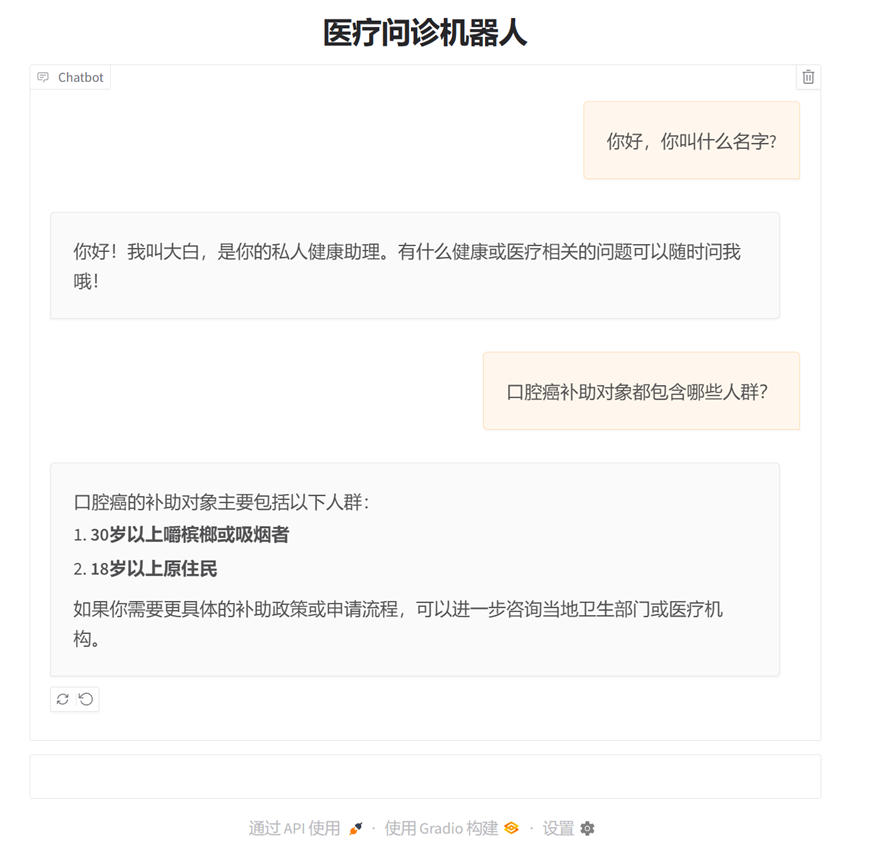 医疗问诊机器人
Chatbot
你好，你叫什么名字?
你好！我叫大白，是你的私人健康助理。有什么健康或医疗相关的问题可以随时问我
哦！
口腔癌补助对象都包含哪些人群?
口腔癌的补助对象主要包括以下人群：
1. 30岁以上嚼槟榔或吸烟者
2. 18岁以上原住民
如果你需要更具体的补助政策或申请流程，可以进一步咨询当地卫生部门或医疗机
构。
通过 API 使用 · 使用 Gradio 构建 · 设置